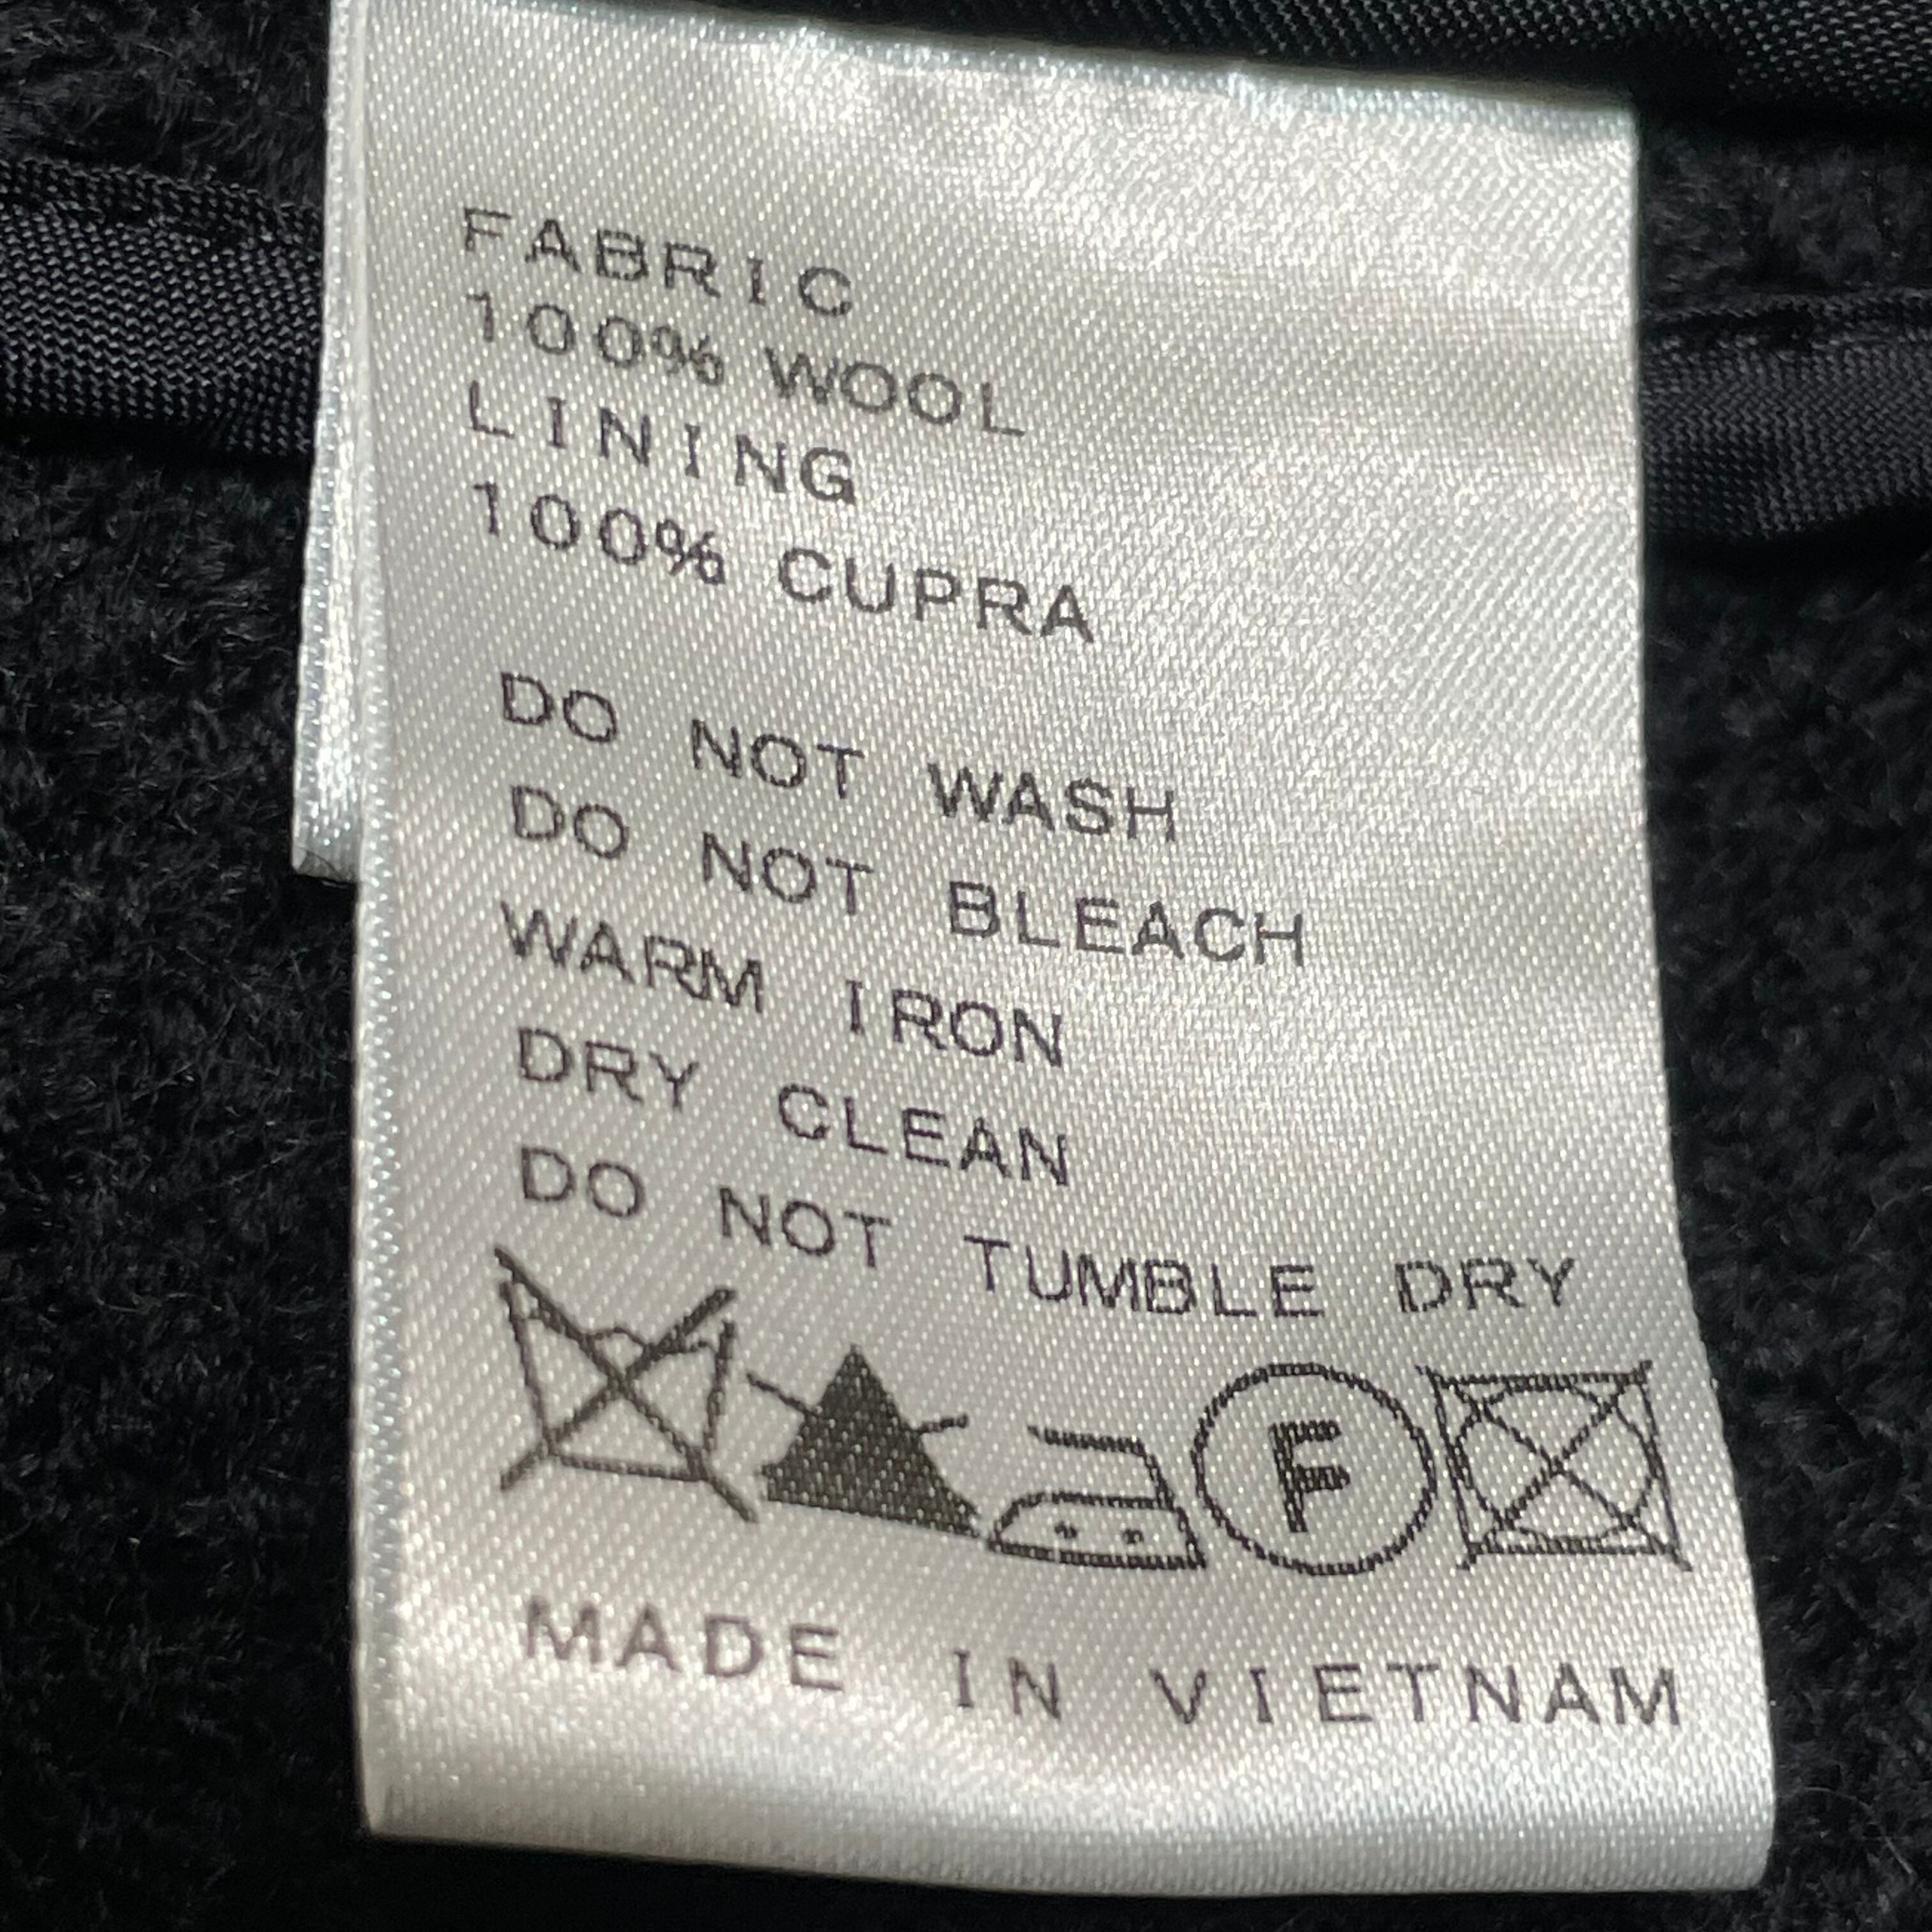 FABRIC
100% WOOL
LINING
100% CUPRA
DO NOT WASH
DO NOT BLEACH
WARM IRON
DRY CLEAN
DO NOT TUMBLE DRY
F
MADE IN VIETNAM